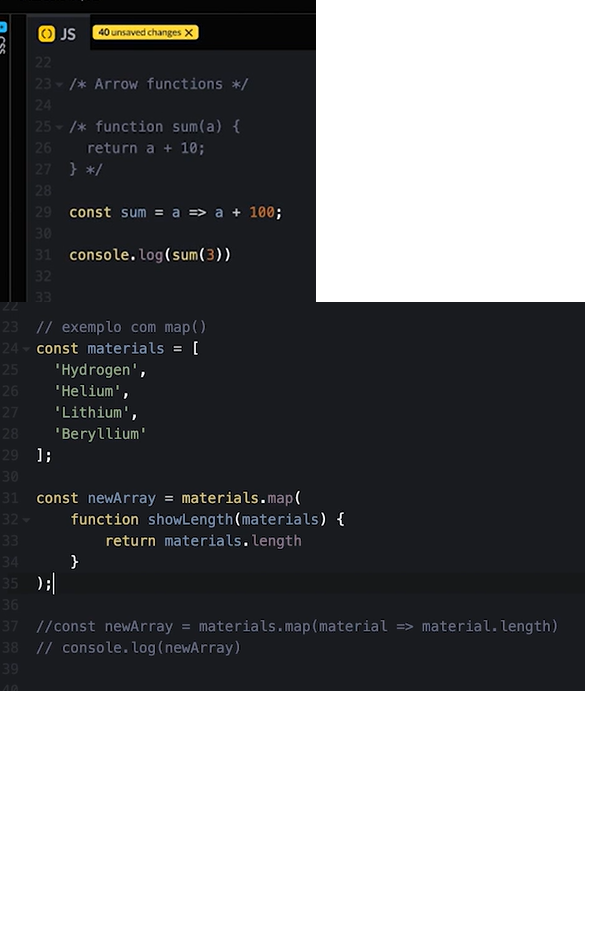 CSS
JS 40 unsaved changes X
22
23 /* Arrow functions */
24
25 /* function sum(a) {
26 return a + 10;
27 } */
28
29 const sum = a => a + 100;
30
31 console.log(sum(3))
32
33
22
23 // exemplo com map()
24 const materials = [
25 'Hydrogen',
26 'Helium',
27 'Lithium',
28 'Beryllium'
29 ];
30
31 const newArray = materials.map(
32 function showLength(materials) {
33 return materials.length
34 }
35 );
36
37 //const newArray = materials.map(material => material.length)
38 // console.log(newArray)
39
40